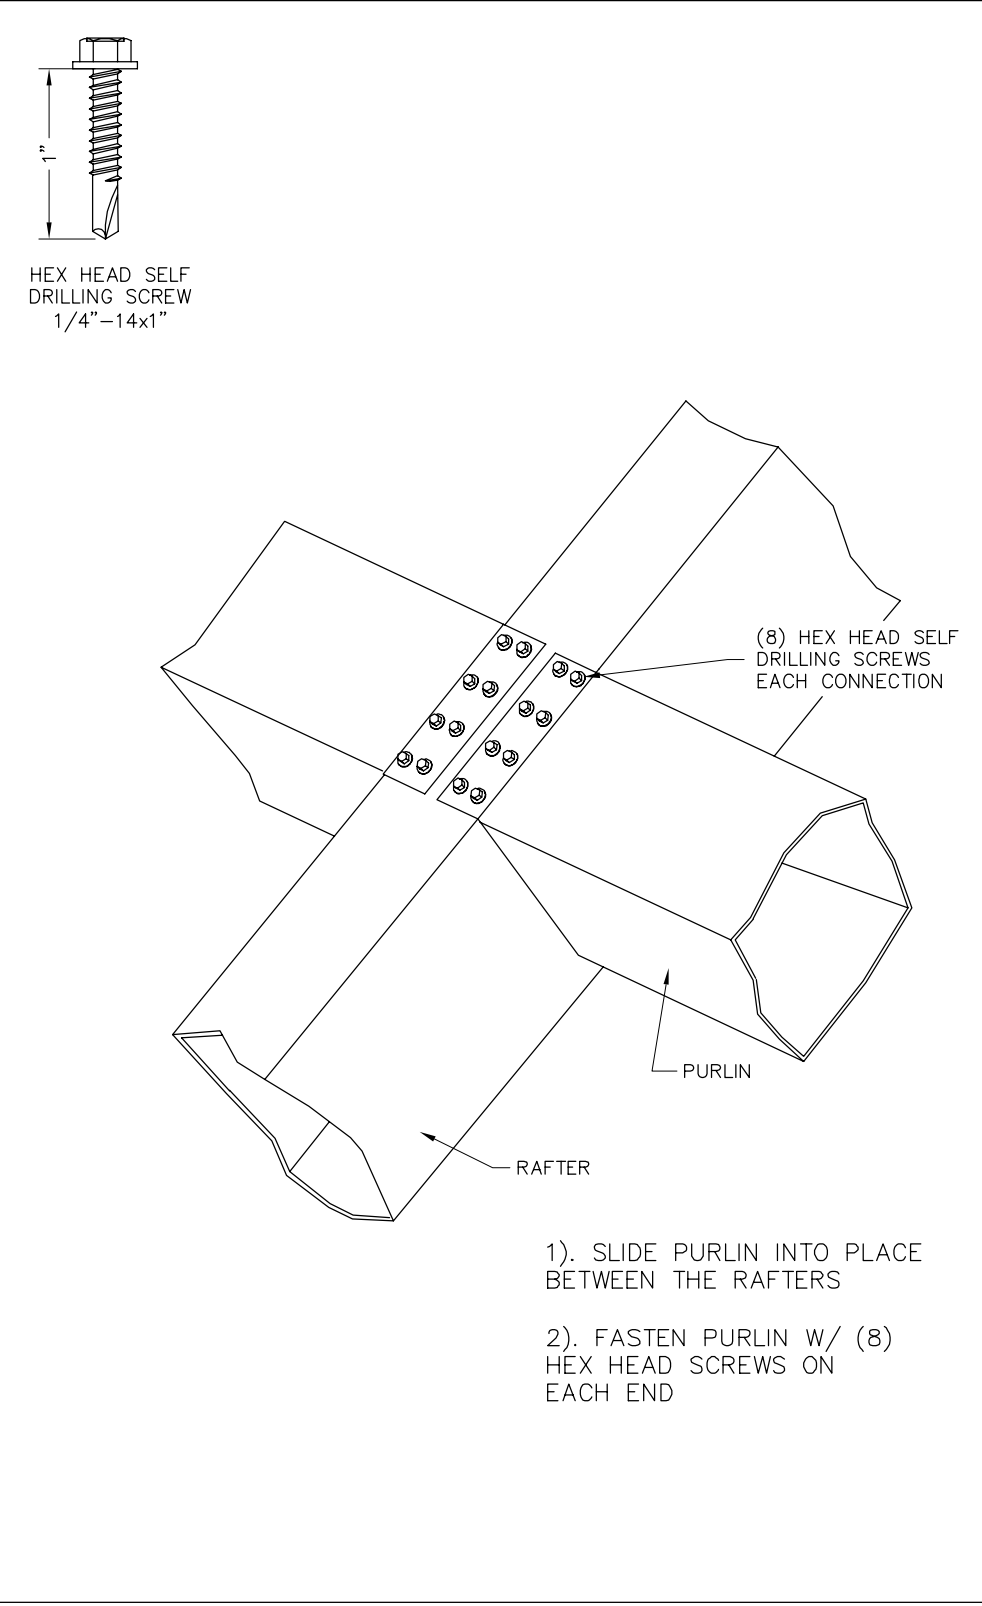 1"
HEX HEAD SELF
DRILLING SCREW
1/4"-14x1"
(8) HEX HEAD SELF
DRILLING SCREWS
EACH CONNECTION
PURLIN
RAFTER
1). SLIDE PURLIN INTO PLACE
BETWEEN THE RAFTERS
2). FASTEN PURLIN W/ (8)
HEX HEAD SCREWS ON
EACH END